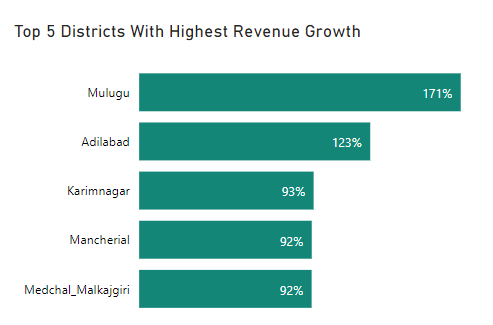 Top 5 Districts With Highest Revenue Growth
Mulugu 171%
Adilabad 123%
Karimnagar 93%
Mancherial 92%
Medchal_Malkajgiri 92%